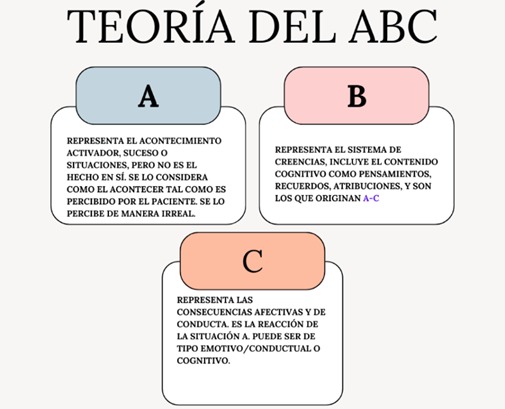 TEORÍA DEL ABC
A
REPRESENTA EL ACONTECIMIENTO
ACTIVADOR, SUCESO O
SITUACIONES, PERO NO ES EL
HECHO EN SÍ. SE LO CONSIDERA
COMO EL ACONTECER TAL COMO ES
PERCIBIDO POR EL PACIENTE. SE LO
PERCIBE DE MANERA IRREAL.
B
REPRESENTA EL SISTEMA DE
CREENCIAS, INCLUYE EL CONTENIDO
COGNITIVO COMO PENSAMIENTOS,
RECUERDOS, ATRIBUCIONES, Y SON
LOS QUE ORIGINAN A-C
C
REPRESENTA LAS
CONSECUENCIAS AFECTIVAS Y DE
CONDUCTA. ES LA REACCIÓN DE
LA SITUACIÓN A. PUEDE SER DE
TIPO EMOTIVO/CONDUCTUAL O
COGNITIVO.